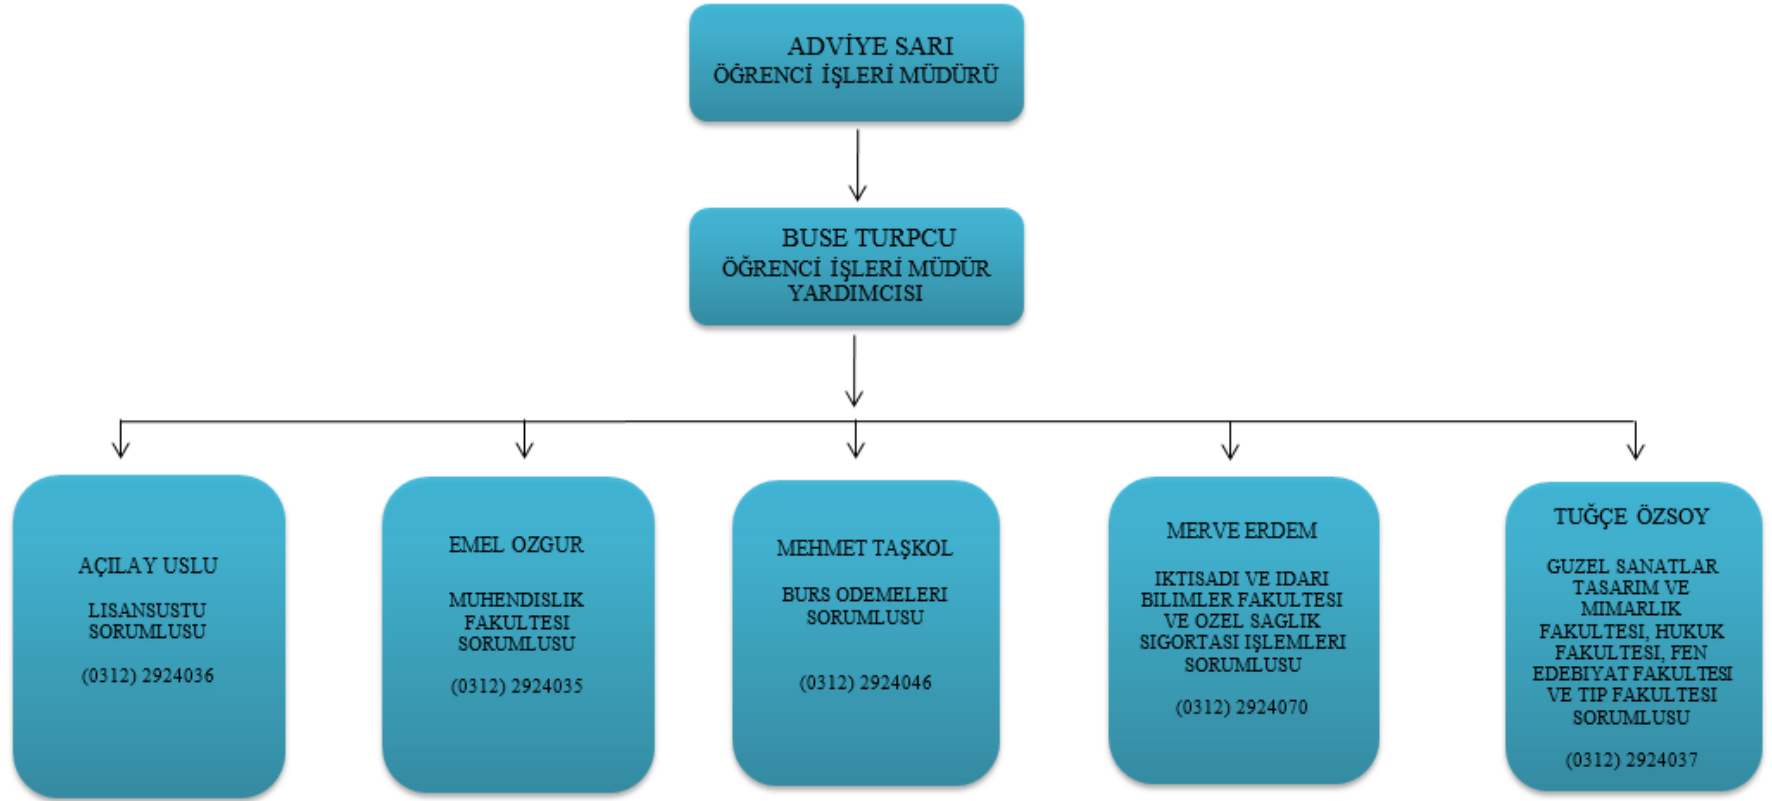 ADVİYE SARI
ÖĞRENCİ İŞLERİ MÜDÜRÜ
BUSE TURPCU
ÖĞRENCİ İŞLERİ MÜDÜR
YARDIMCISI
AÇILAY USLU
LISANSUSTU
SORUMLUSU
(0312) 2924036
EMEL OZGUR
MUHENDISLIK
FAKULTESI
SORUMLUSU
(0312) 2924035
MEHMET TAŞKOL
BURS ODEMELERI
SORUMLUSU
(0312) 2924046
MERVE ERDEM
IKTISADI VE IDARI
BILIMLER FAKULTESI
VE OZEL SAGLIK
SIGORTASI IŞLEMLERI
SORUMLUSU
(0312) 2924070
TUĞÇE ÖZSOY
GUZEL SANATLAR
TASARIM VE
MIMARLIK
FAKULTESI, HUKUK
FAKULTESI, FEN
EDEBIYAT FAKULTESI
VE TIP FAKULTESI
SORUMLUSU
(0312) 2924037